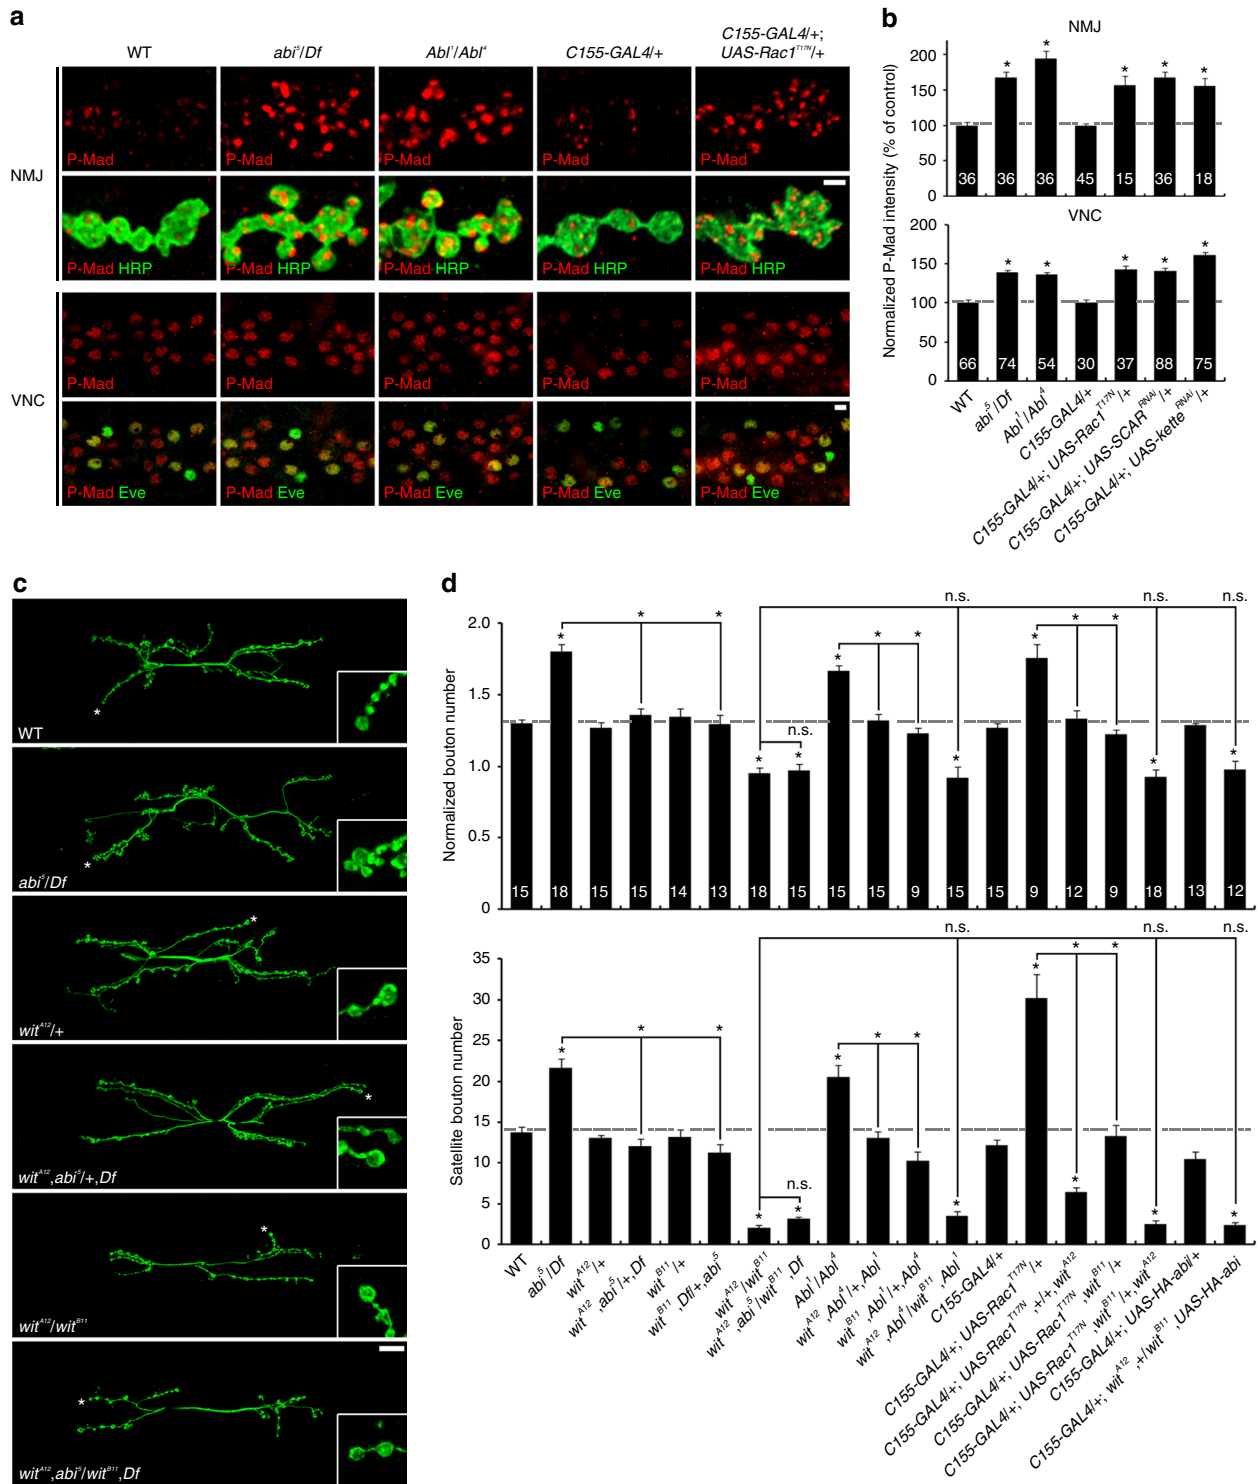 a
WT
abi⁵/Df
Abl¹/Abl⁴
C155-GAL4/+
C155-GAL4/+;
UAS-Rac1ᵀ¹⁷ᴺ/+
NMJ
P-Mad
P-Mad
P-Mad
P-Mad
P-Mad
P-Mad HRP
P-Mad HRP
P-Mad HRP
P-Mad HRP
P-Mad HRP
VNC
P-Mad
P-Mad
P-Mad
P-Mad
P-Mad
P-Mad Eve
P-Mad Eve
P-Mad Eve
P-Mad Eve
P-Mad Eve
b
NMJ
Normalized P-Mad intensity (% of control)
200
150
100
50
0
* * * * *
36 36 36 45 15 36 18
VNC
200
150
100
50
0
* * * * *
66 74 54 30 37 88 75
WT
abi⁵/Df
Abl¹/Abl⁴
C155-GAL4/+
C155-GAL4/+; UAS-Rac1ᵀ¹⁷ᴺ/+
C155-GAL4/+; UAS-SCARᴿᴺᴬⁱ/+
C155-GAL4/+; UAS-ketteᴿᴺᴬⁱ/+
c
*
WT
*
abi⁵/Df
*
witᴬ¹²/+
*
witᴬ¹²,abi⁵/+,Df
*
witᴬ¹²/witᴮ¹¹
*
witᴬ¹²,abi⁵/witᴮ¹¹,Df
d
n.s. n.s. n.s.
Normalized bouton number
2.0
1.5
1.0
0.5
0
* * *
*
n.s.
* *
* *
*
*
* *
*
*
*
15 18 15 15 14 13 18 15 15 15 9 15 15 9 12 9 18 13 12
n.s. n.s. n.s.
Satellite bouton number
35
30
25
20
15
10
5
0
* * *
n.s.
* *
* *
*
*
* *
*
*
*
*
WT
abi⁵/Df
witᴬ¹²/+
witᴬ¹²,abi⁵/+,Df
witᴮ¹¹/+
witᴮ¹¹,Df/+,abi⁵
witᴬ¹²/witᴮ¹¹
witᴬ¹²,abi⁵/witᴮ¹¹,Df
Abl¹/Abl⁴
witᴬ¹²,Abl⁴/+,Abl¹
witᴮ¹¹,Abl¹/+,Abl⁴
witᴬ¹²,Abl⁴/witᴮ¹¹,Abl¹
C155-GAL4/+
C155-GAL4/+; UAS-Rac1ᵀ¹⁷ᴺ/+
C155-GAL4/+; UAS-Rac1ᵀ¹⁷ᴺ,+/+,witᴬ¹²
C155-GAL4/+; UAS-Rac1ᵀ¹⁷ᴺ,witᴮ¹¹/+
C155-GAL4/+; UAS-Rac1ᵀ¹⁷ᴺ,witᴮ¹¹/+,witᴬ¹²
C155-GAL4/+; UAS-HA-abi/+
C155-GAL4/+; witᴬ¹²,+/witᴮ¹¹,UAS-HA-abi